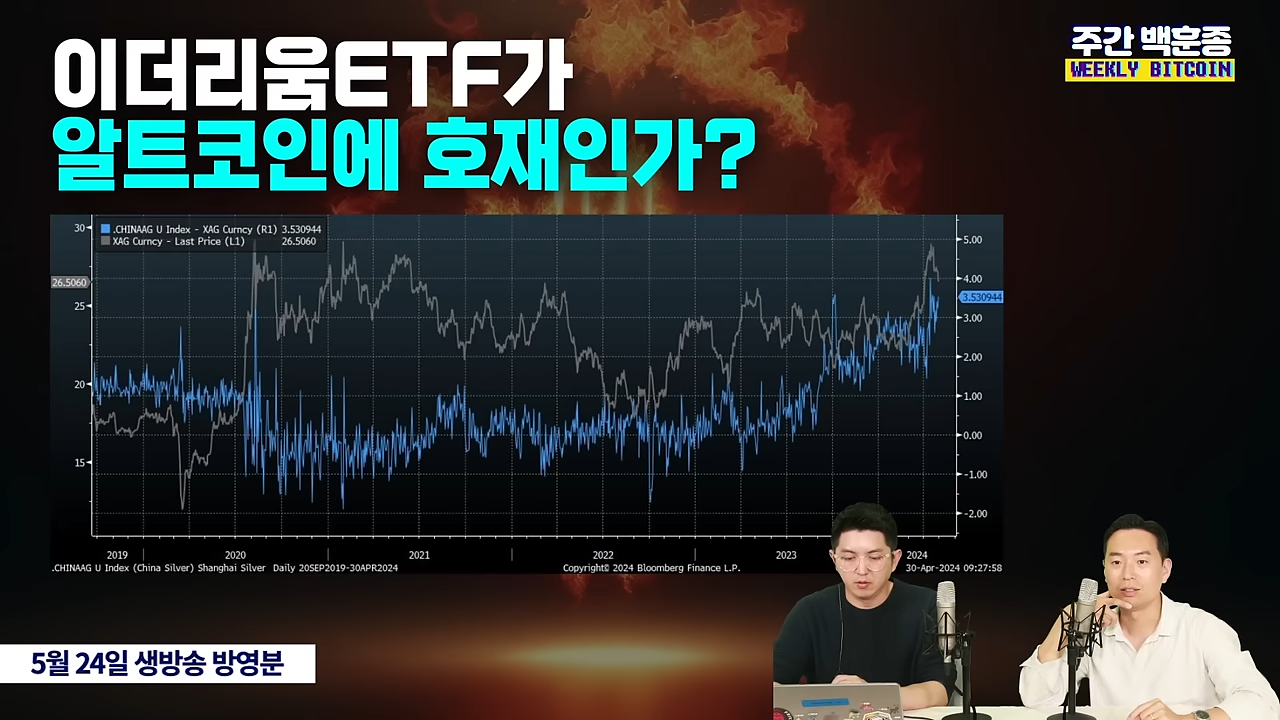 이더리움ETF가
알트코인에 호재인가?
주간 백훈종
WEEKLY BITCOIN
.CHINAAG U Index - XAG Curncy (R1) 3.530944
XAG Curncy - Last Price (L1) 26.5060
30
25
20
15
26.5060
5.00
4.00
3.530944
3.00
2.00
1.00
0.00
-1.00
-2.00
2019 2020 2021 2022 2023 2024
.CHINAAG U Index (China Silver) Shanghai Silver Daily 20SEP2019-30APR2024 Copyright© 2024 Bloomberg Finance L.P. 30-Apr-2024 09:27:58
5월 24일 생방송 방영분